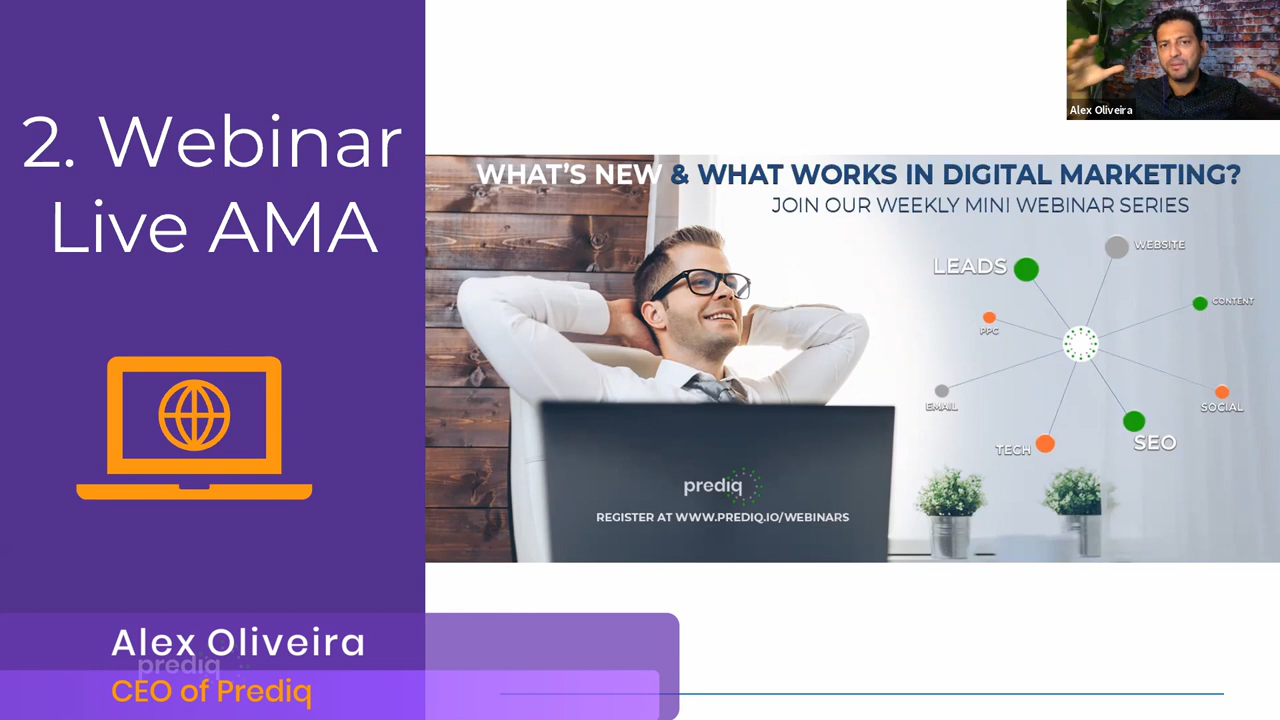 2. Webinar
Live AMA
Alex Oliveira
WHAT'S NEW & WHAT WORKS IN DIGITAL MARKETING?
JOIN OUR WEEKLY MINI WEBINAR SERIES
WEBSITE
LEADS
CONTENT
PPC
EMAIL
SOCIAL
TECH
SEO
prediq
REGISTER AT WWW.PREDIQ.IO/WEBINARS
Alex Oliveira
prediq
CEO of Prediq